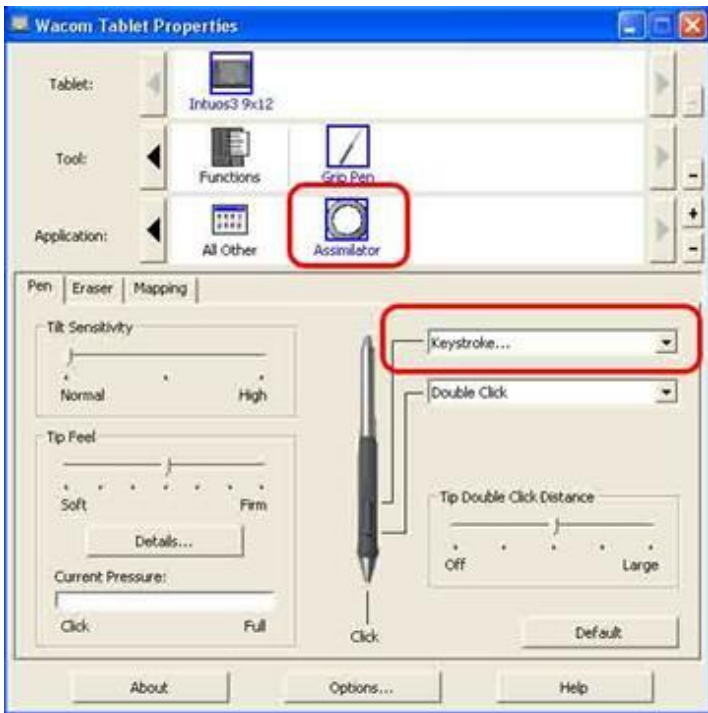 Wacom Tablet Properties
Tablet:
Intuos3 9x12
Tool:
Functions
Grip Pen
Application:
All Other
Assimilator
Pen Eraser Mapping
Tilt Sensitivity
Normal High
Keystroke...
Double Click
Tip Feel
Soft Firm
Details...
Current Pressure:
Click Full
Tip Double Click Distance
Off Large
Click
Default
About Options... Help